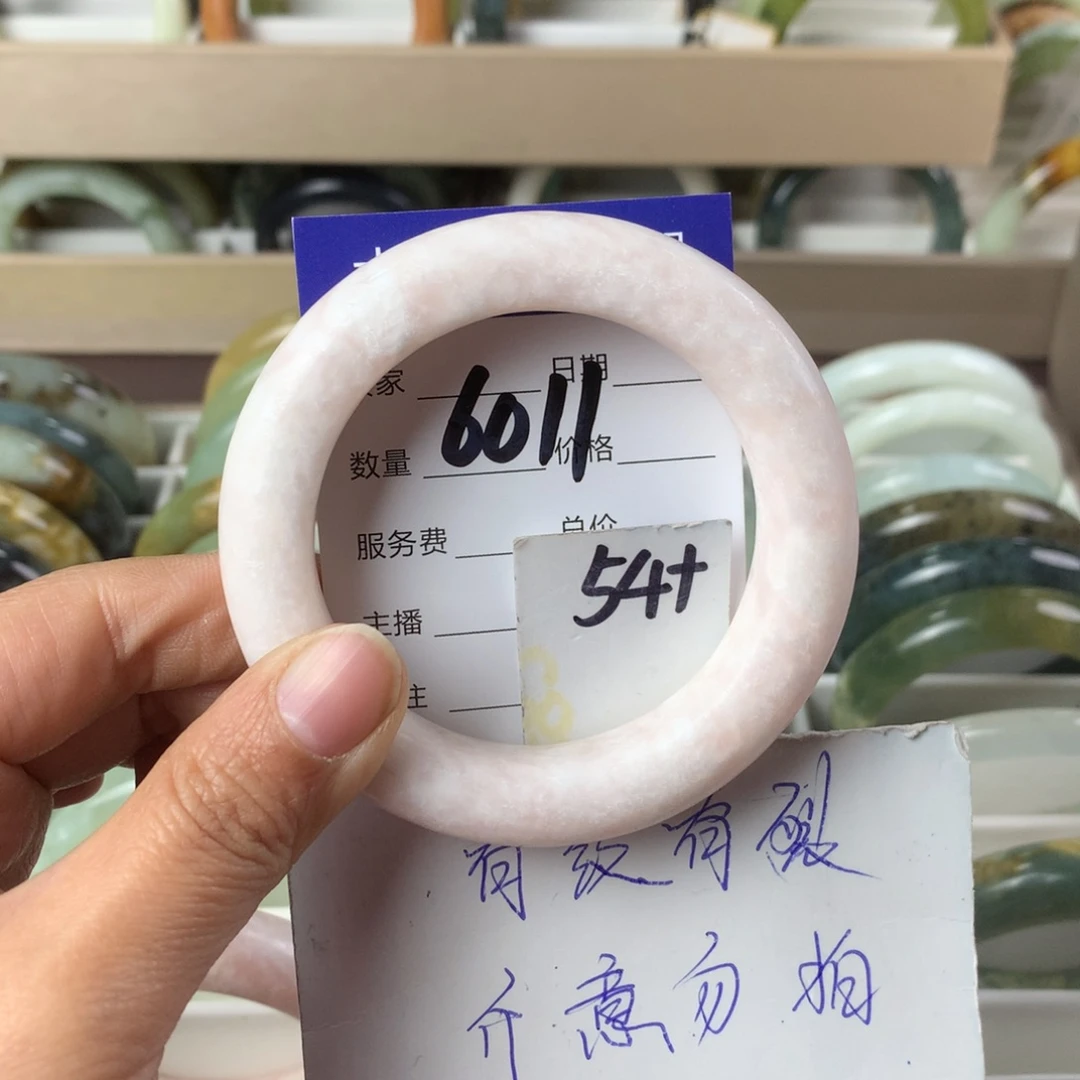 家 日期
6011
数量 价格
服务费 总价
54+
主播
有纹有裂
介意勿拍